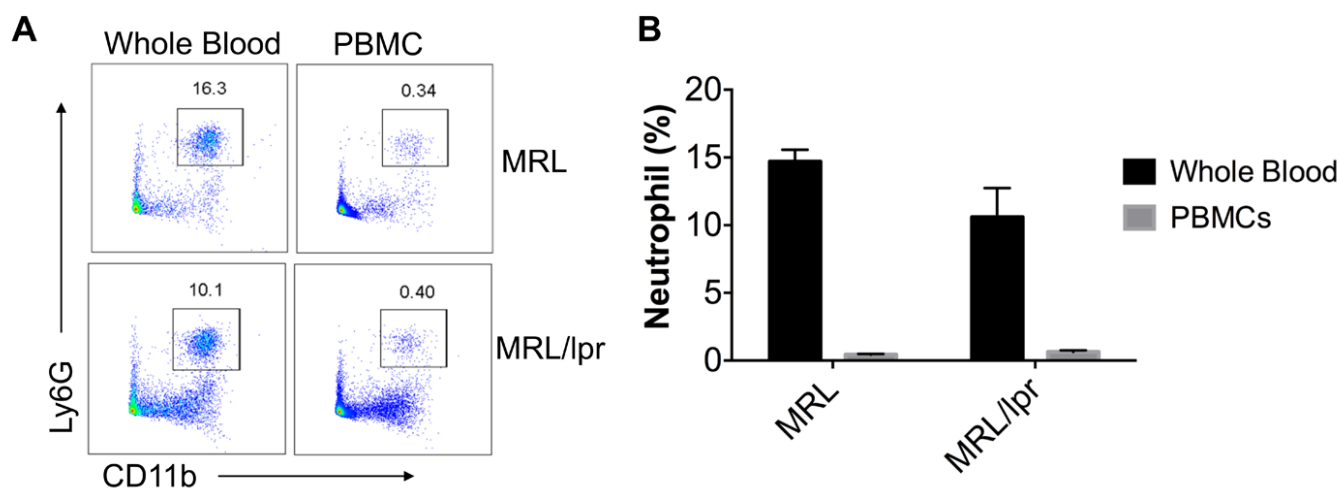 A
Whole Blood PBMC
16.3
0.34
MRL
10.1
0.40
MRL/lpr
Ly6G
CD11b
B
Neutrophil (%)
20
15
10
5
0
MRL
MRL/lpr
Whole Blood
PBMCs